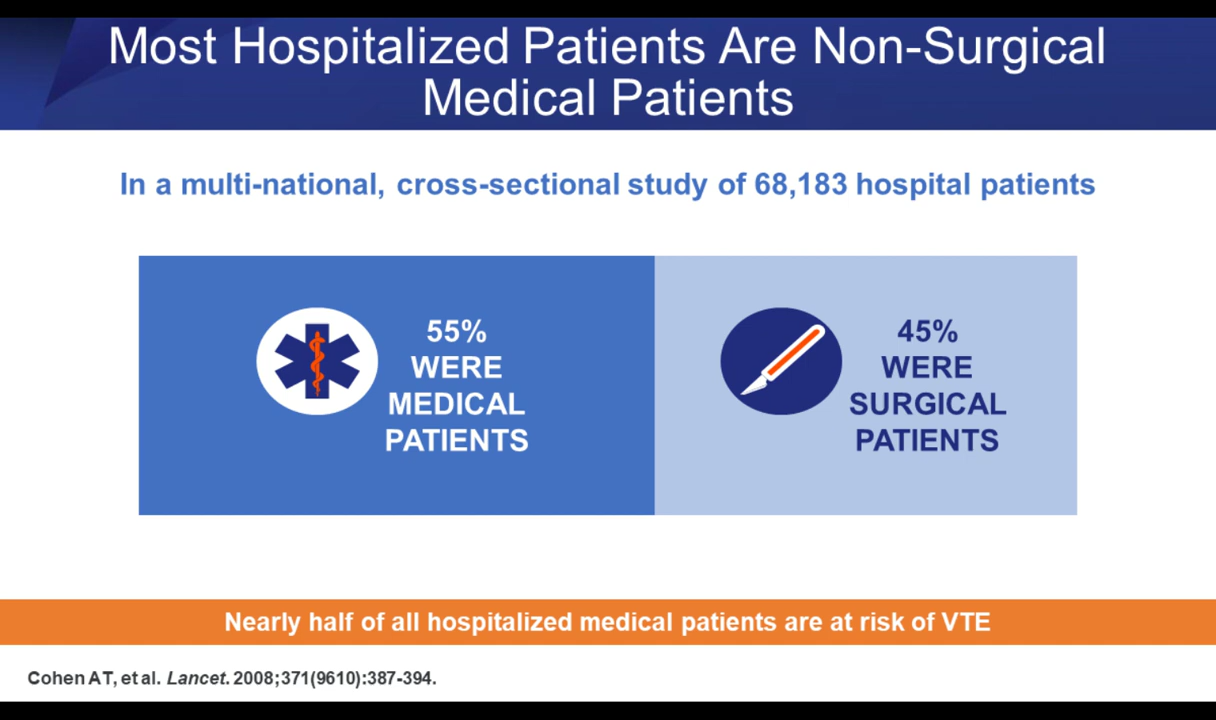 Most Hospitalized Patients Are Non-Surgical
Medical Patients
In a multi-national, cross-sectional study of 68,183 hospital patients
55%
WERE
MEDICAL
PATIENTS
45%
WERE
SURGICAL
PATIENTS
Nearly half of all hospitalized medical patients are at risk of VTE
Cohen AT, et al. Lancet. 2008;371(9610):387-394.